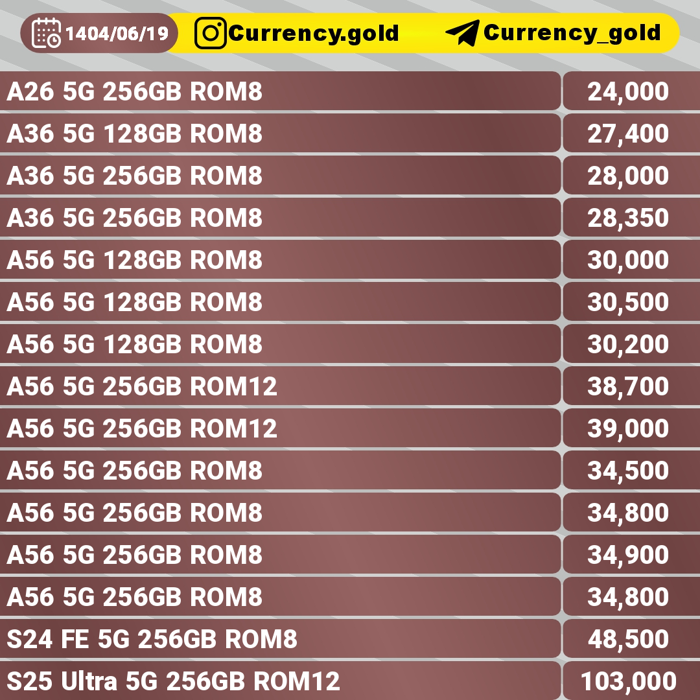 1404/06/19 Currency.gold Currency_gold
A26 5G 256GB ROM8 24,000
A36 5G 128GB ROM8 27,400
A36 5G 256GB ROM8 28,000
A36 5G 256GB ROM8 28,350
A56 5G 128GB ROM8 30,000
A56 5G 128GB ROM8 30,500
A56 5G 128GB ROM8 30,200
A56 5G 256GB ROM12 38,700
A56 5G 256GB ROM12 39,000
A56 5G 256GB ROM8 34,500
A56 5G 256GB ROM8 34,800
A56 5G 256GB ROM8 34,900
A56 5G 256GB ROM8 34,800
S24 FE 5G 256GB ROM8 48,500
S25 Ultra 5G 256GB ROM12 103,000